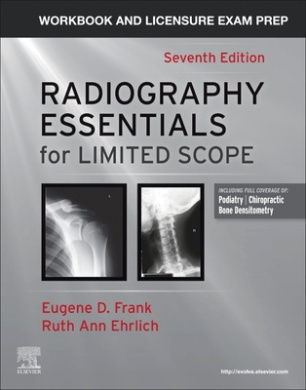 WORKBOOK AND LICENSURE EXAM PREP
Seventh Edition
RADIOGRAPHY
ESSENTIALS
for LIMITED SCOPE
INCLUDING FULL COVERAGE OF:
Podiatry | Chiropractic
Bone Densitometry
Eugene D. Frank
Ruth Ann Ehrlich
ELSEVIER
http://evolve.elsevier.com